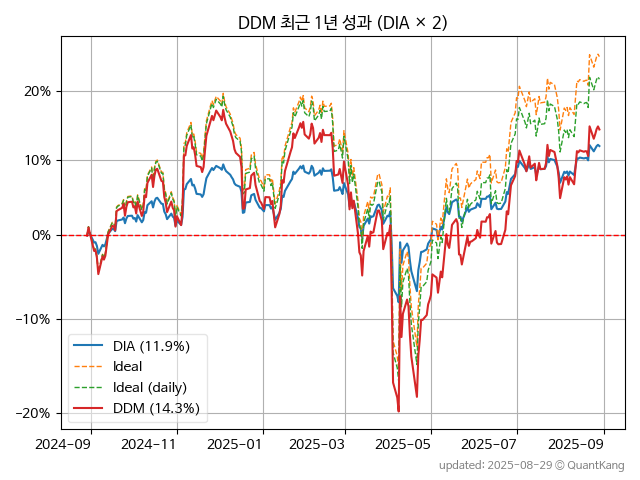 DDM 최근 1년 성과 (DIA × 2)
20%
10%
0%
−10%
−20%
DIA (11.9%)
Ideal
Ideal (daily)
DDM (14.3%)
2024-09 2024-11 2025-01 2025-03 2025-05 2025-07 2025-09
updated: 2025-08-29 © QuantKang